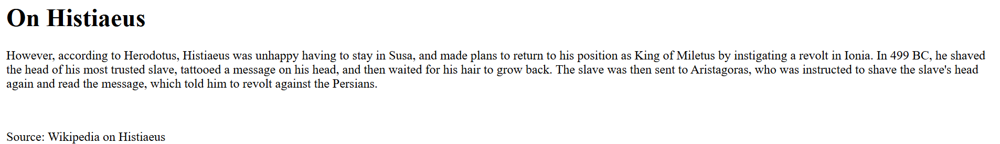 On Histiaeus
However, according to Herodotus, Histiaeus was unhappy having to stay in Susa, and made plans to return to his position as King of Miletus by instigating a revolt in Ionia. In 499 BC, he shaved
the head of his most trusted slave, tattooed a message on his head, and then waited for his hair to grow back. The slave was then sent to Aristagoras, who was instructed to shave the slave's head
again and read the message, which told him to revolt against the Persians.
Source: Wikipedia on Histiaeus